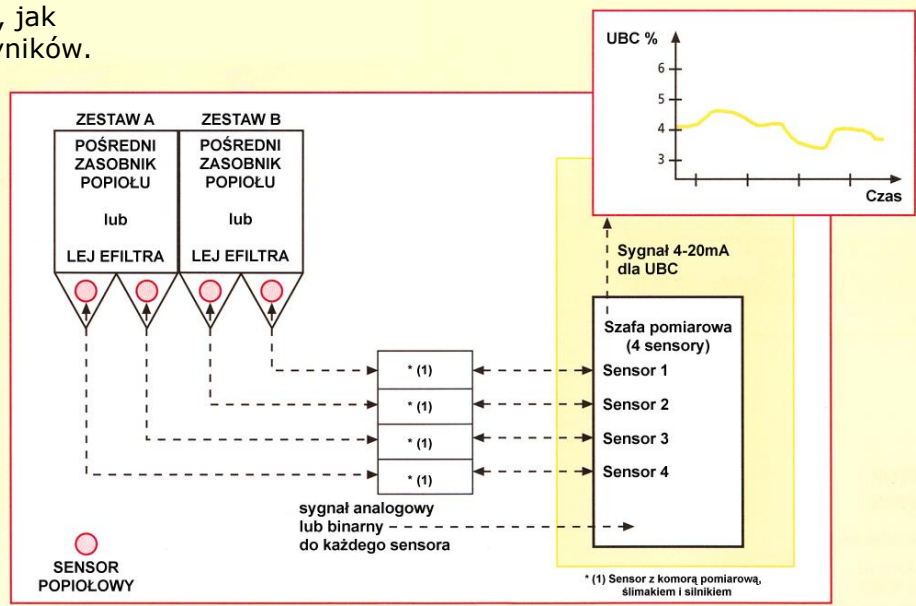 , jak
ników.
UBC %
6
5
4
3
Czas
ZESTAW A
ZESTAW B
POŚREDNI
ZASOBNIK
POPIOŁU
lub
LEJ EFILTRA
POŚREDNI
ZASOBNIK
POPIOŁU
lub
LEJ EFILTRA
Sygnał 4-20mA
dla UBC
Szafa pomiarowa
(4 sensory)
* (1)
Sensor 1
* (1)
Sensor 2
* (1)
Sensor 3
* (1)
Sensor 4
sygnał analogowy
lub binarny
do każdego sensora
SENSOR
POPIOŁOWY
* (1) Sensor z komorą pomiarową,
ślimakiem i silnikiem